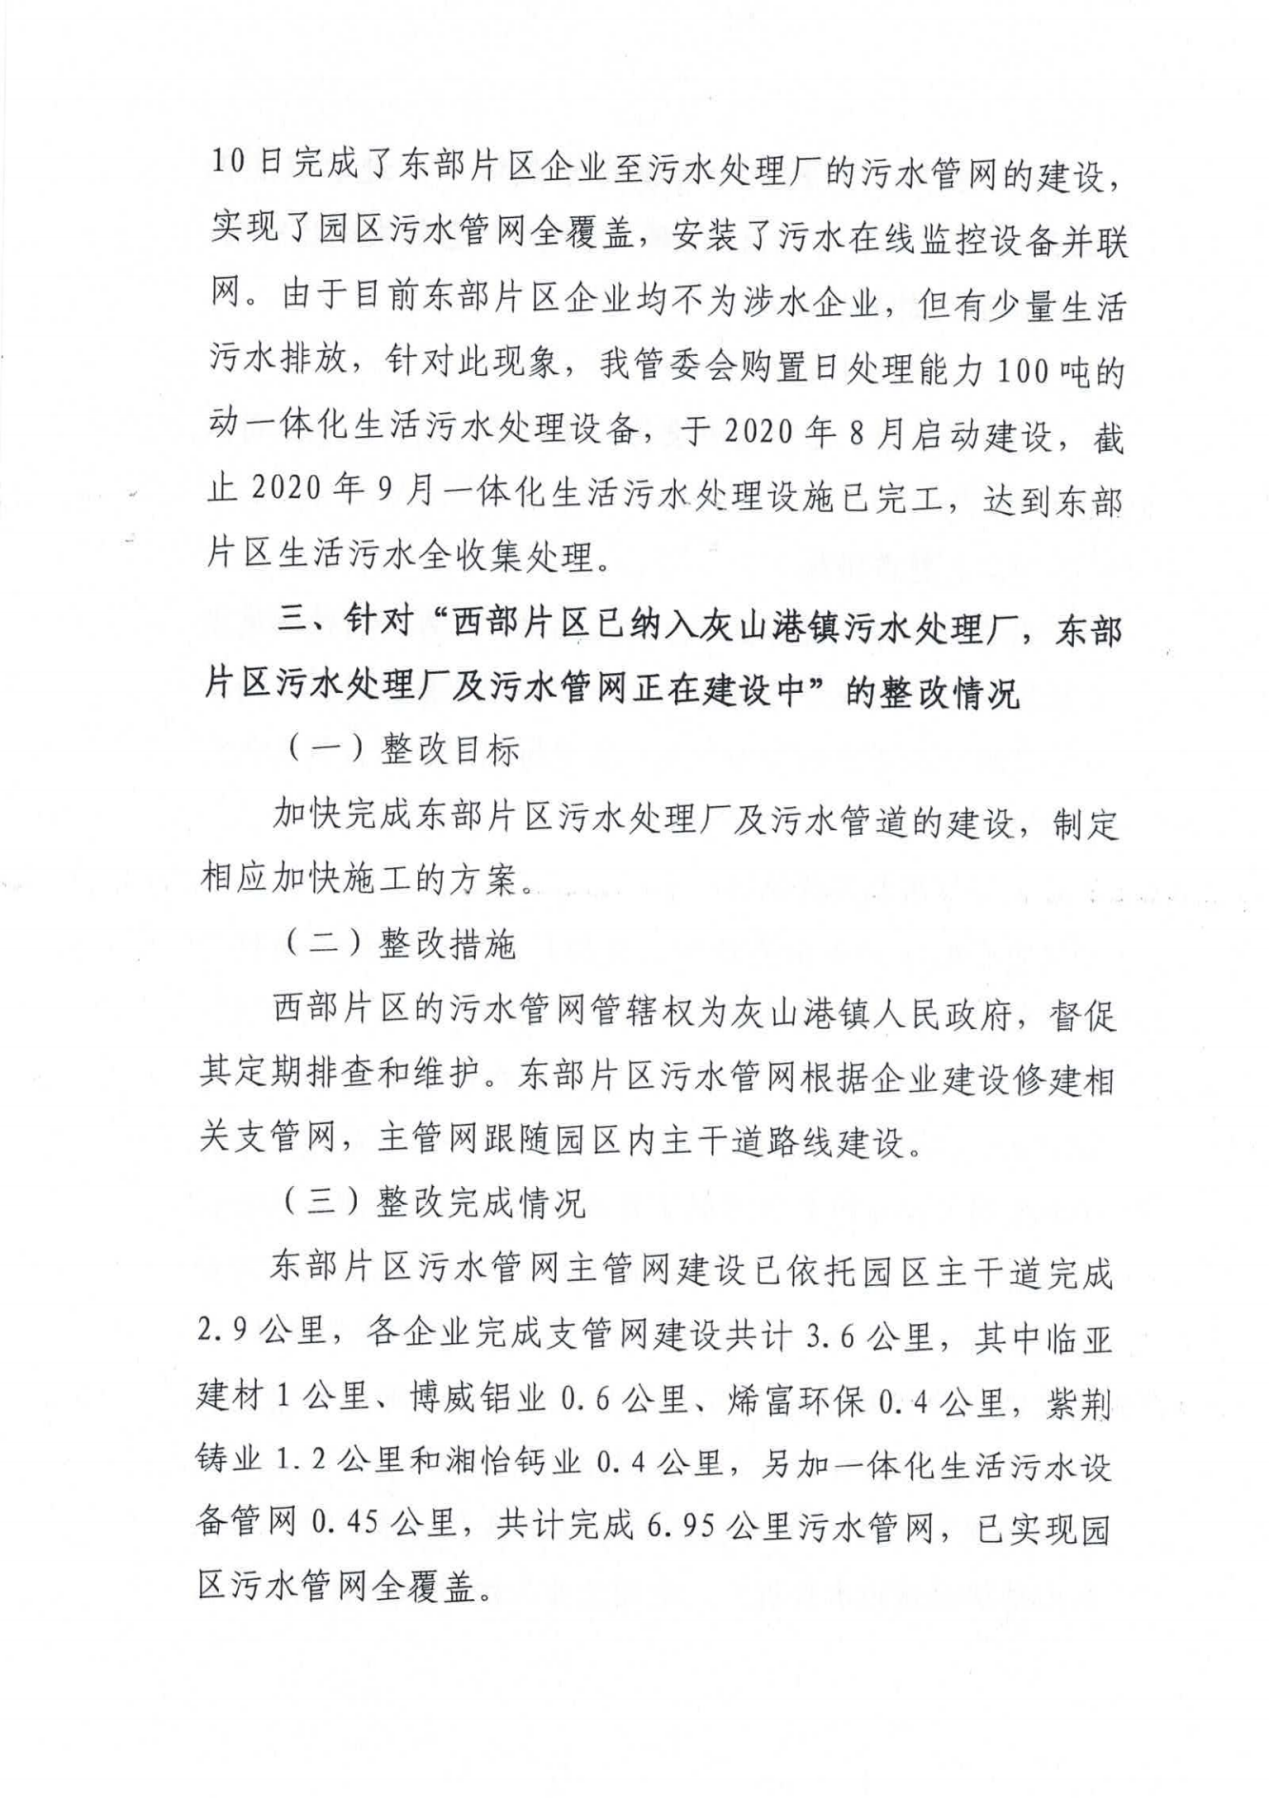 10日完成了东部片区企业至污水处理厂的污水管网的建设，
实现了园区污水管网全覆盖，安装了污水在线监控设备并联
网。由于目前东部片区企业均不为涉水企业，但有少量生活
污水排放，针对此现象，我管委会购置日处理能力100吨的
动一体化生活污水处理设备，于2020年8月启动建设，截
止2020年9月一体化生活污水处理设施已完工，达到东部
片区生活污水全收集处理。
三、针对“西部片区已纳入灰山港镇污水处理厂，东部
片区污水处理厂及污水管网正在建设中”的整改情况
（一）整改目标
加快完成东部片区污水处理厂及污水管道的建设，制定
相应加快施工的方案。
（二）整改措施
西部片区的污水管网管辖权为灰山港镇人民政府，督促
其定期排查和维护。东部片区污水管网根据企业建设修建相
关支管网，主管网跟随园区内主干道路线建设。
（三）整改完成情况
东部片区污水管网主管网建设已依托园区主干道完成
2.9公里，各企业完成支管网建设共计3.6公里，其中临亚
建材1公里、博威铝业0.6公里、烯富环保0.4公里，紫荆
铸业1.2公里和湘怡钙业0.4公里，另加一体化生活污水设
备管网0.45公里，共计完成6.95公里污水管网，已实现园
区污水管网全覆盖。